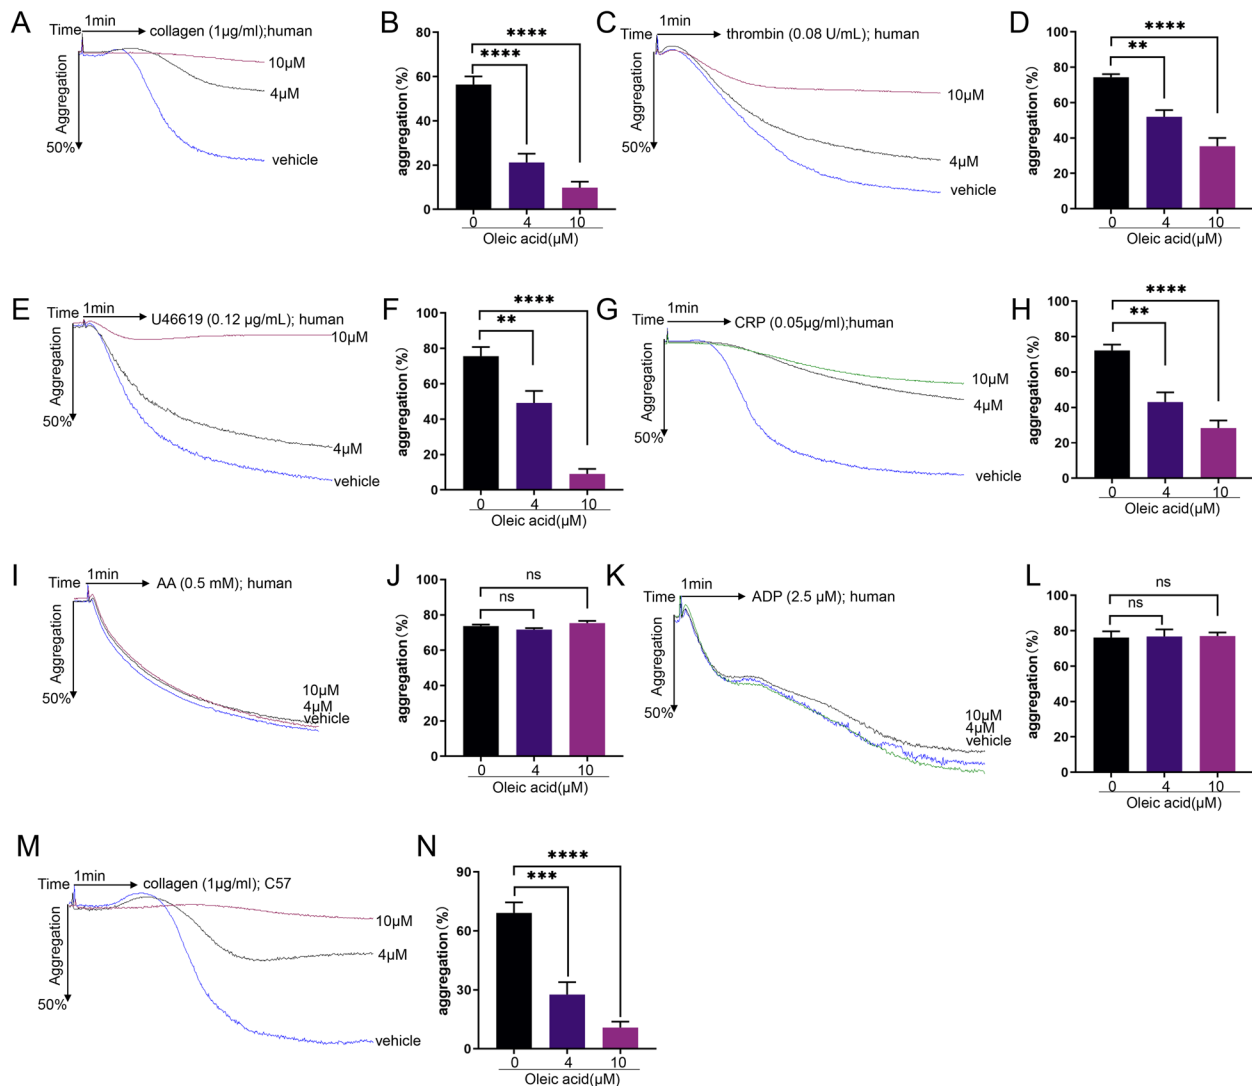 A
Time
1min
collagen (1μg/ml);human
Aggregation
50%
10μM
4μM
vehicle
B
aggregation(%)
80
60
40
20
0
****
****
0 4 10
Oleic acid(μM)
C
Time
1min
thrombin (0.08 U/mL); human
Aggregation
50%
10μM
4μM
vehicle
D
aggregation(%)
100
80
60
40
20
0
****
**
0 4 10
Oleic acid(μM)
E
Time
1min
U46619 (0.12 μg/mL); human
Aggregation
50%
10μM
4μM
vehicle
F
aggregation(%)
100
80
60
40
20
0
****
**
0 4 10
Oleic acid(μM)
G
Time
1min
CRP (0.05μg/ml);human
Aggregation
50%
10μM
4μM
vehicle
H
aggregation(%)
100
80
60
40
20
0
****
**
0 4 10
Oleic acid(μM)
I
Time
1min
AA (0.5 mM); human
Aggregation
50%
10μM
4μM
vehicle
J
aggregation(%)
100
80
60
40
20
0
ns
ns
0 4 10
Oleic acid(μM)
K
Time
1min
ADP (2.5 μM); human
Aggregation
50%
10μM
4μM
vehicle
L
aggregation(%)
100
80
60
40
20
0
ns
ns
0 4 10
Oleic acid(μM)
M
Time
1min
collagen (1μg/ml); C57
Aggregation
50%
10μM
4μM
vehicle
N
aggregation(%)
90
60
30
0
****
***
0 4 10
Oleic acid(μM)